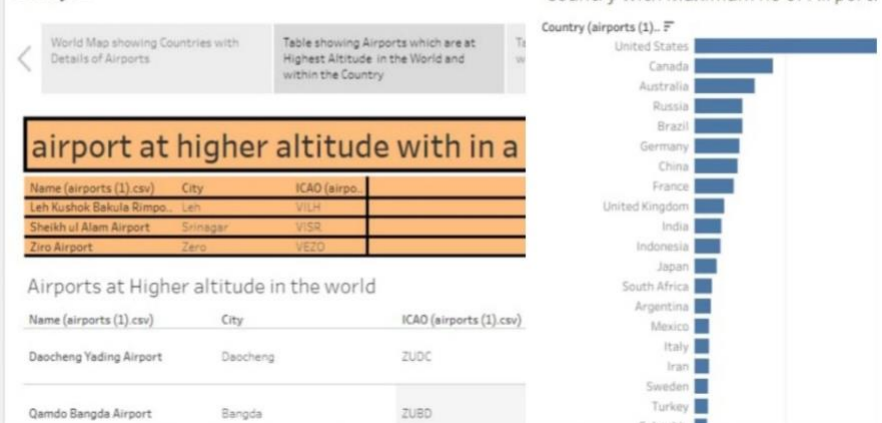 World Map showing Countries with
Details of Airports
Table showing Airports which are at
Highest Altitude in the World and
within the Country
airport at higher altitude with in a
Name (airports (1).csv) City ICAO (airpo..
Leh Kushok Bakula Rimpo.. Leh VILH
Sheikh ul Alam Airport Srinagar VISR
Ziro Airport Zero VEZO
Airports at Higher altitude in the world
Name (airports (1).csv) City ICAO (airports (1).csv)
Daocheng Yading Airport Daocheng ZUDC
Qamdo Bangda Airport Bangda ZUBD
Country (airports (1)..
United States
Canada
Australia
Russia
Brazil
Germany
China
France
United Kingdom
India
Indonesia
Japan
South Africa
Argentina
Mexico
Italy
Iran
Sweden
Turkey